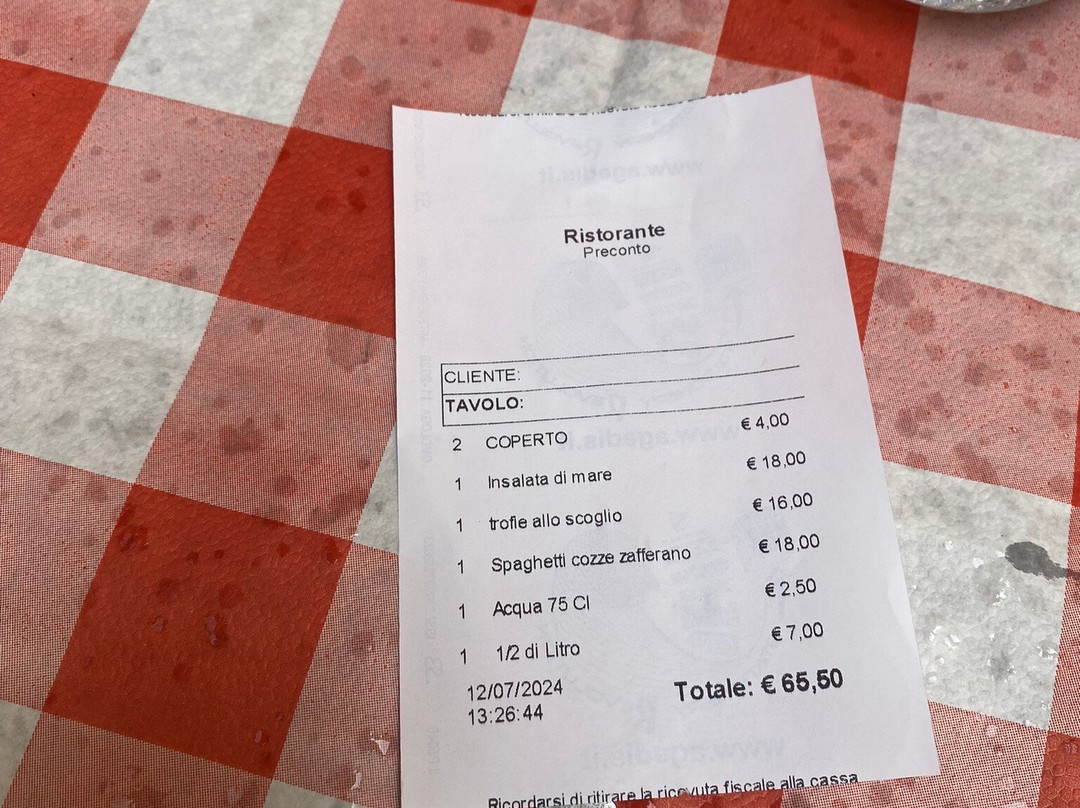 Ristorante
Preconto
CLIENTE:
TAVOLO:
2 COPERTO € 4,00
1 Insalata di mare € 18,00
1 trofie allo scoglio € 16,00
1 Spaghetti cozze zafferano € 18,00
1 Acqua 75 Cl € 2,50
1 1/2 di Litro € 7,00
12/07/2024 Totale: € 65,50
13:26:44
Ricordarsi di ritirare la ricevuta fiscale alla cassa